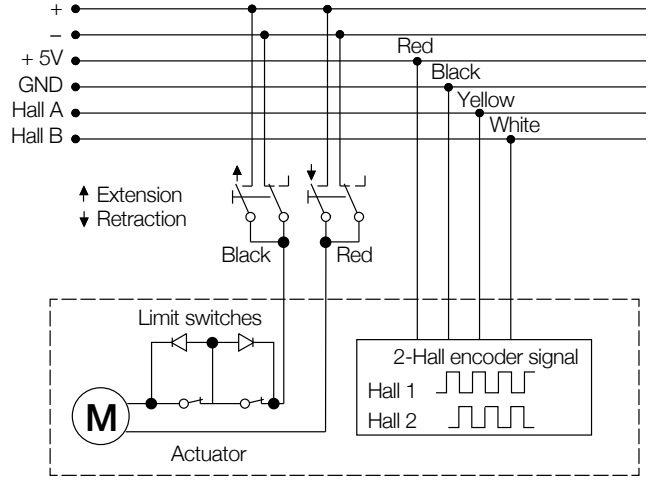 +
–
+ 5V
Red
GND
Black
Hall A
Yellow
Hall B
White
Extension
Retraction
Black
Red
Limit switches
2-Hall encoder signal
Hall 1
M
Hall 2
Actuator